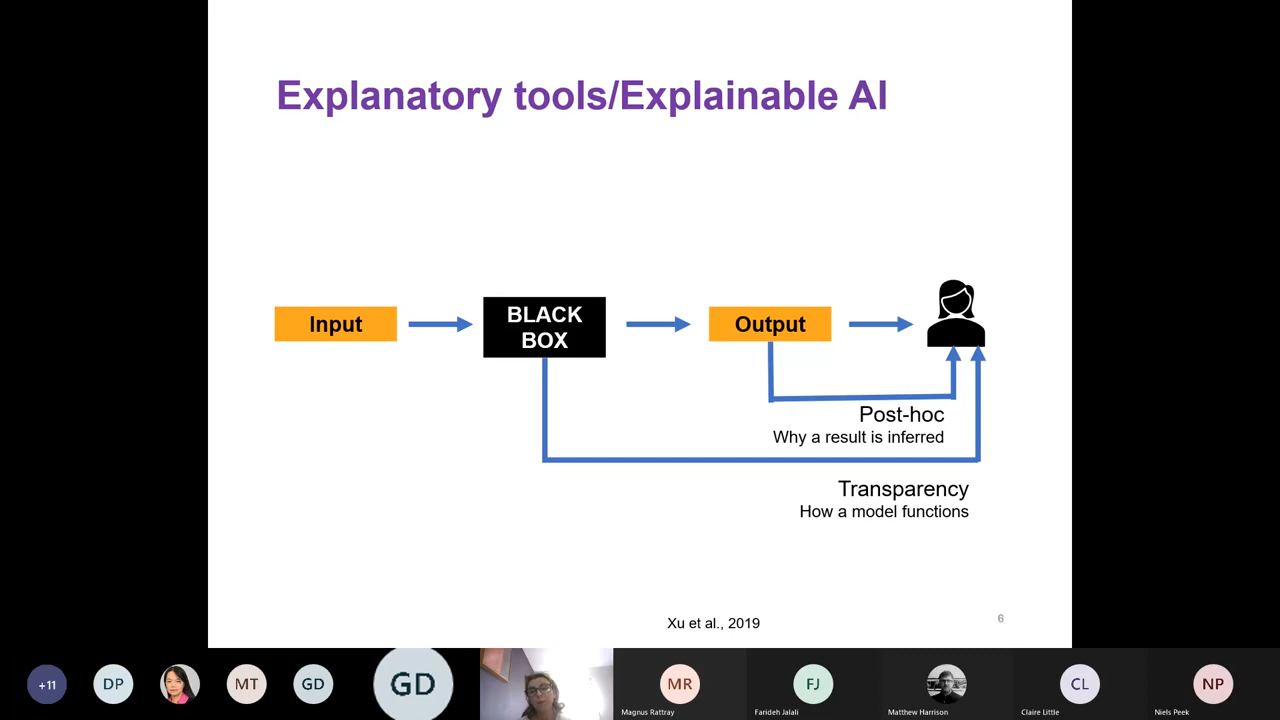 Explanatory tools/Explainable AI
Input
BLACK
BOX
Output
Post-hoc
Why a result is inferred
Transparency
How a model functions
Xu et al., 2019
6
+11
DP
MT
GD
GD
MR
Magnus Rattray
FJ
Farideh Jalali
Matthew Harrison
CL
Claire Little
NP
Niels Peek